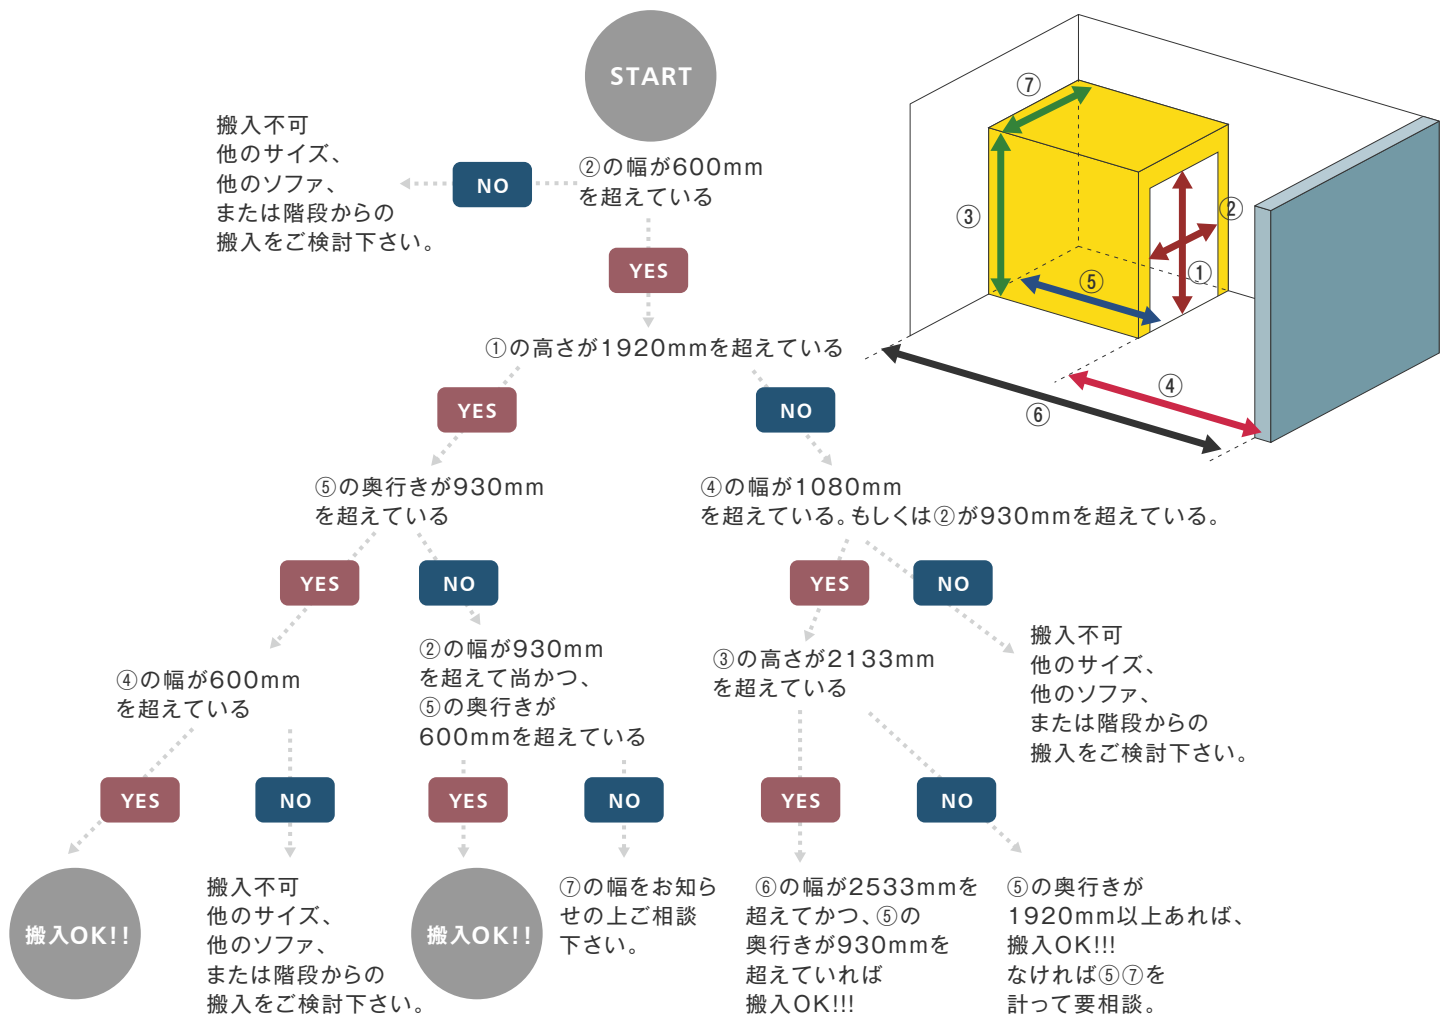 START
②の幅が600mm
を超えている
NO
搬入不可
他のサイズ、
他のソファ、
または階段からの
搬入をご検討下さい。
YES
①の高さが1920mmを超えている
YES
NO
⑤の奥行きが930mm
を超えている
④の幅が1080mm
を超えている。もしくは②が930mmを超えている。
YES
NO
YES
NO
④の幅が600mm
を超えている
②の幅が930mm
を超えて尚かつ、
⑤の奥行きが
600mmを超えている
③の高さが2133mm
を超えている
搬入不可
他のサイズ、
他のソファ、
または階段からの
搬入をご検討下さい。
YES
NO
YES
NO
YES
NO
搬入OK!!
搬入不可
他のサイズ、
他のソファ、
または階段からの
搬入をご検討下さい。
搬入OK!!
⑦の幅をお知ら
せの上ご相談
下さい。
⑥の幅が2533mmを
超えてかつ、⑤の
奥行きが930mmを
超えていれば
搬入OK!!!
⑤の奥行きが
1920mm以上あれば、
搬入OK!!!
なければ⑤⑦を
計って要相談。
⑦
③
②
①
⑤
④
⑥